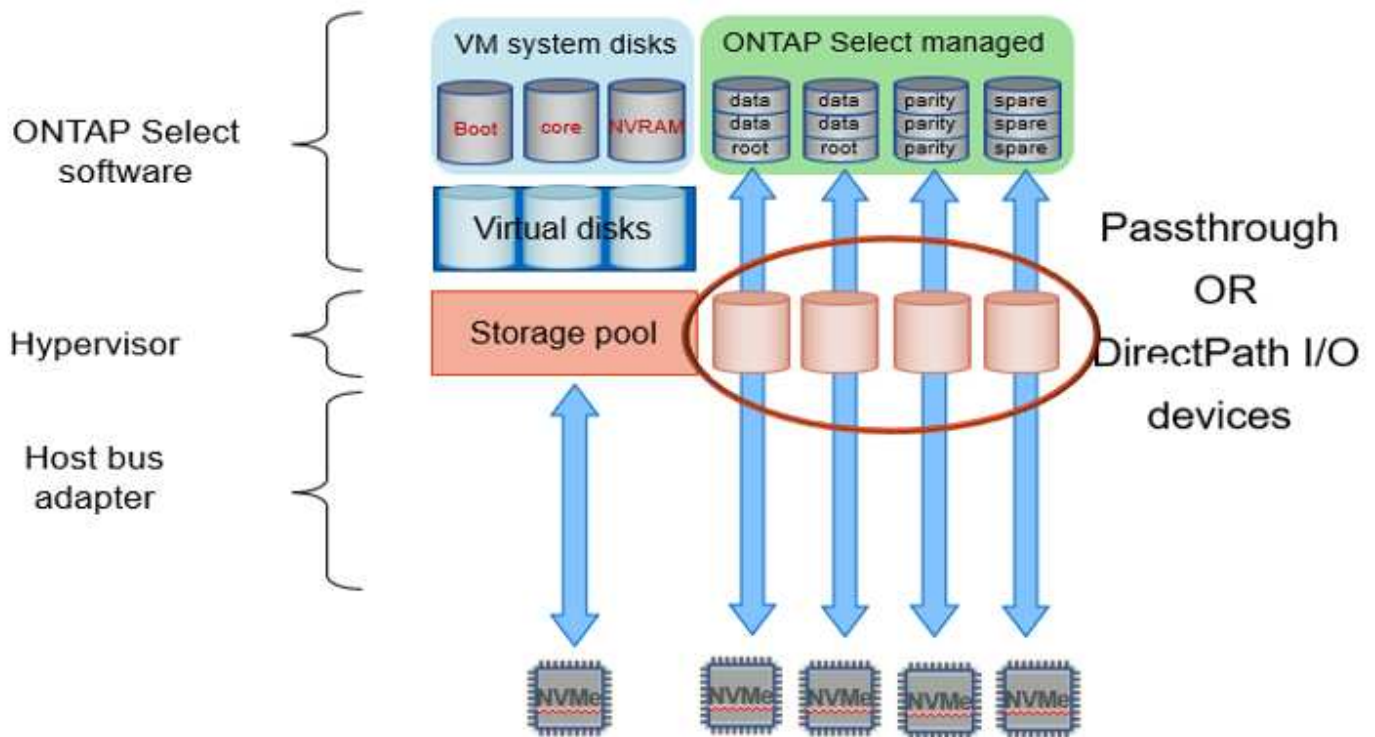 VM system disks
ONTAP Select managed
Boot
core
NVRAM
data
data
root
data
data
root
parity
parity
parity
spare
spare
spare
ONTAP Select
software
Virtual disks
Passthrough
OR
DirectPath I/O
devices
Hypervisor
Storage pool
Host bus
adapter
NVMe
NVMe
NVMe
NVMe
NVMe